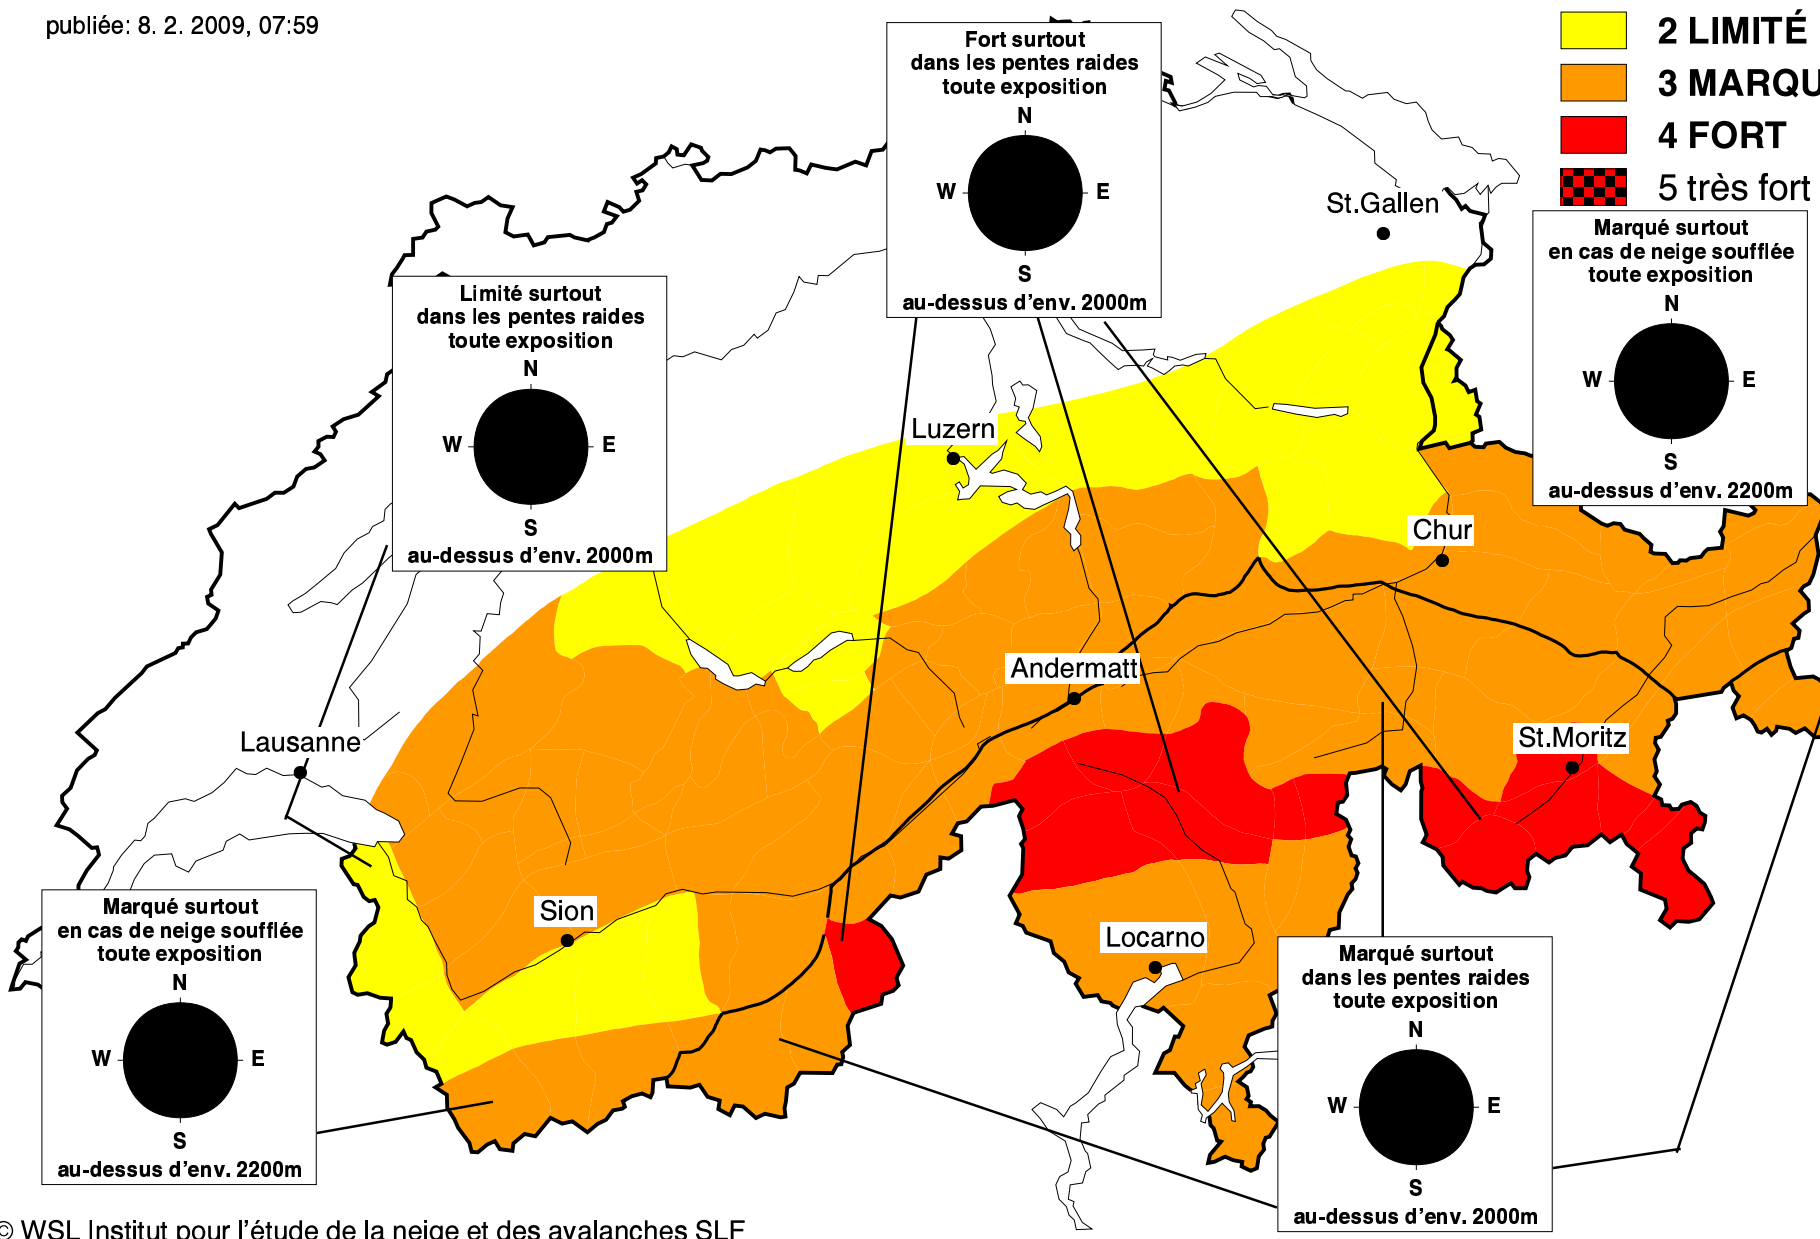 publiée: 8. 2. 2009, 07:59
2 LIMITÉ
3 MARQU
4 FORT
5 très fort
Fort surtout
dans les pentes raides
toute exposition
N
W
E
S
au-dessus d'env. 2000m
St.Gallen
Marqué surtout
en cas de neige soufflée
toute exposition
N
W
E
S
au-dessus d'env. 2200m
Limité surtout
dans les pentes raides
toute exposition
N
W
E
S
au-dessus d'env. 2000m
Luzern
Chur
Andermatt
Lausanne
St.Moritz
Sion
Locarno
Marqué surtout
en cas de neige soufflée
toute exposition
N
W
E
S
au-dessus d'env. 2200m
Marqué surtout
dans les pentes raides
toute exposition
N
W
E
S
au-dessus d'env. 2000m
© WSL Institut pour l'étude de la neige et des avalanches SLF